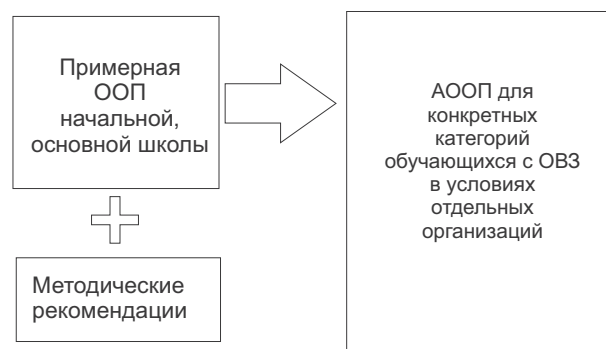 Примерная
ООП
начальной,
основной школы
Методические
рекомендации
АООП для
конкретных
категорий
обучающихся с ОВЗ
в условиях
отдельных
организаций